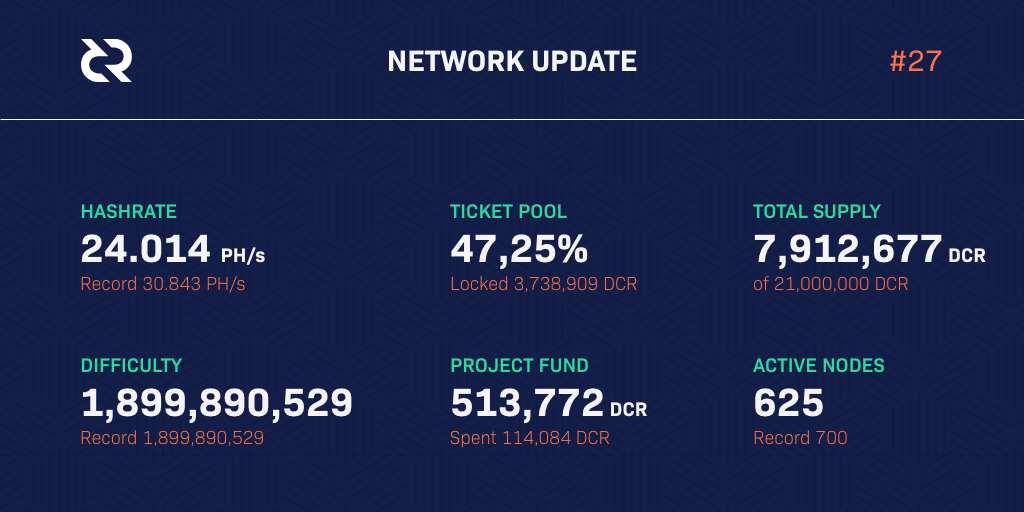 NETWORK UPDATE
#27
HASHRATE
24.014 PH/s
Record 30.843 PH/s
TICKET POOL
47,25%
Locked 3,738,909 DCR
TOTAL SUPPLY
7,912,677 DCR
of 21,000,000 DCR
DIFFICULTY
1,899,890,529
Record 1,899,890,529
PROJECT FUND
513,772 DCR
Spent 114,084 DCR
ACTIVE NODES
625
Record 700